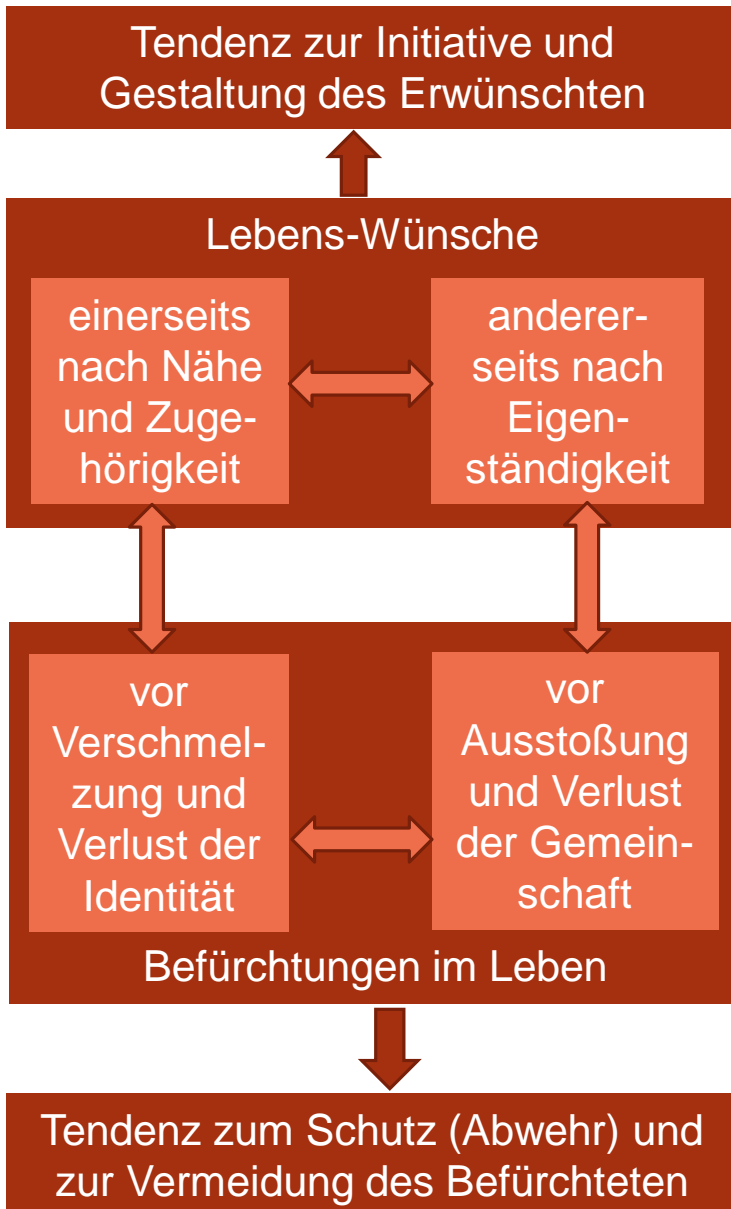 Tendenz zur Initiative und
Gestaltung des Erwünschten
Lebens-Wünsche
einerseits
nach Nähe
und Zuge-
hörigkeit
anderer-
seits nach
Eigen-
ständigkeit
vor
Verschmel-
zung und
Verlust der
Identität
vor
Ausstoßung
und Verlust
der Gemein-
schaft
Befürchtungen im Leben
Tendenz zum Schutz (Abwehr) und
zur Vermeidung des Befürchteten